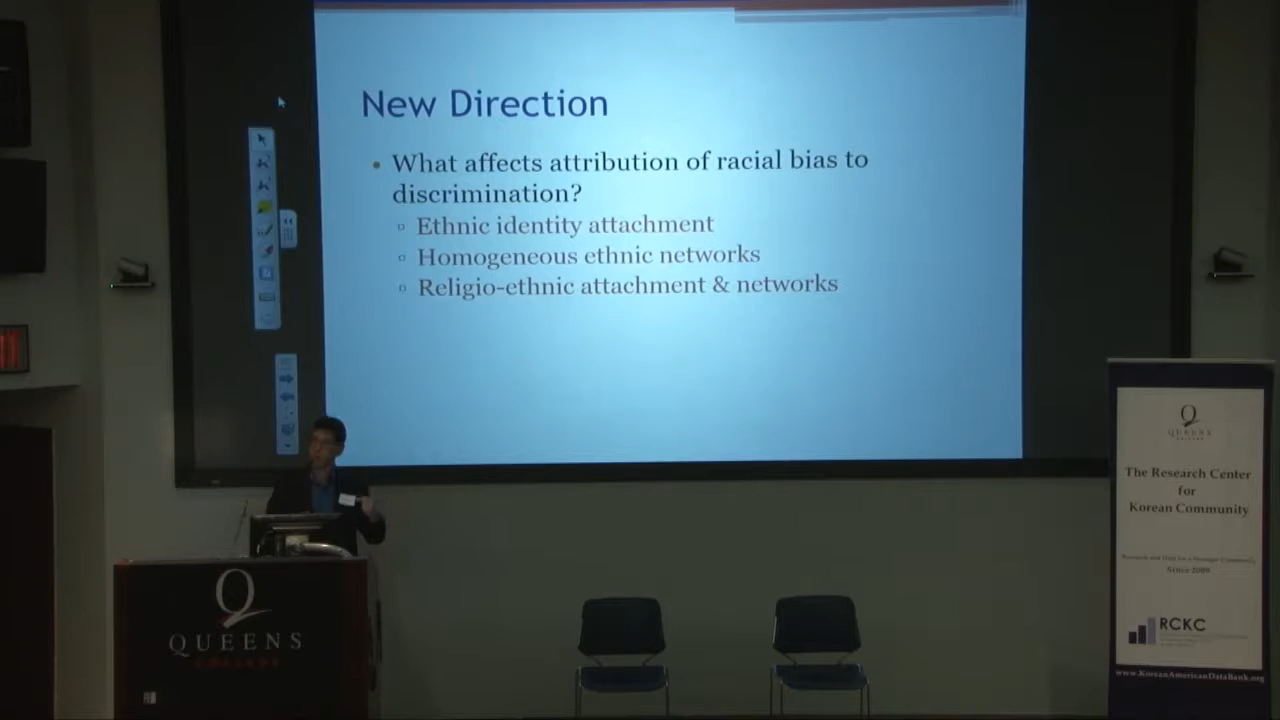 New Direction
• What affects attribution of racial bias to
discrimination?
▫ Ethnic identity attachment
▫ Homogeneous ethnic networks
▫ Religio-ethnic attachment & networks
Q
QUEENS
Q
QUEENS
The Research Center
for
Korean Community
Since 2009
RCKC
www.KoreanAmericanDataBank.org